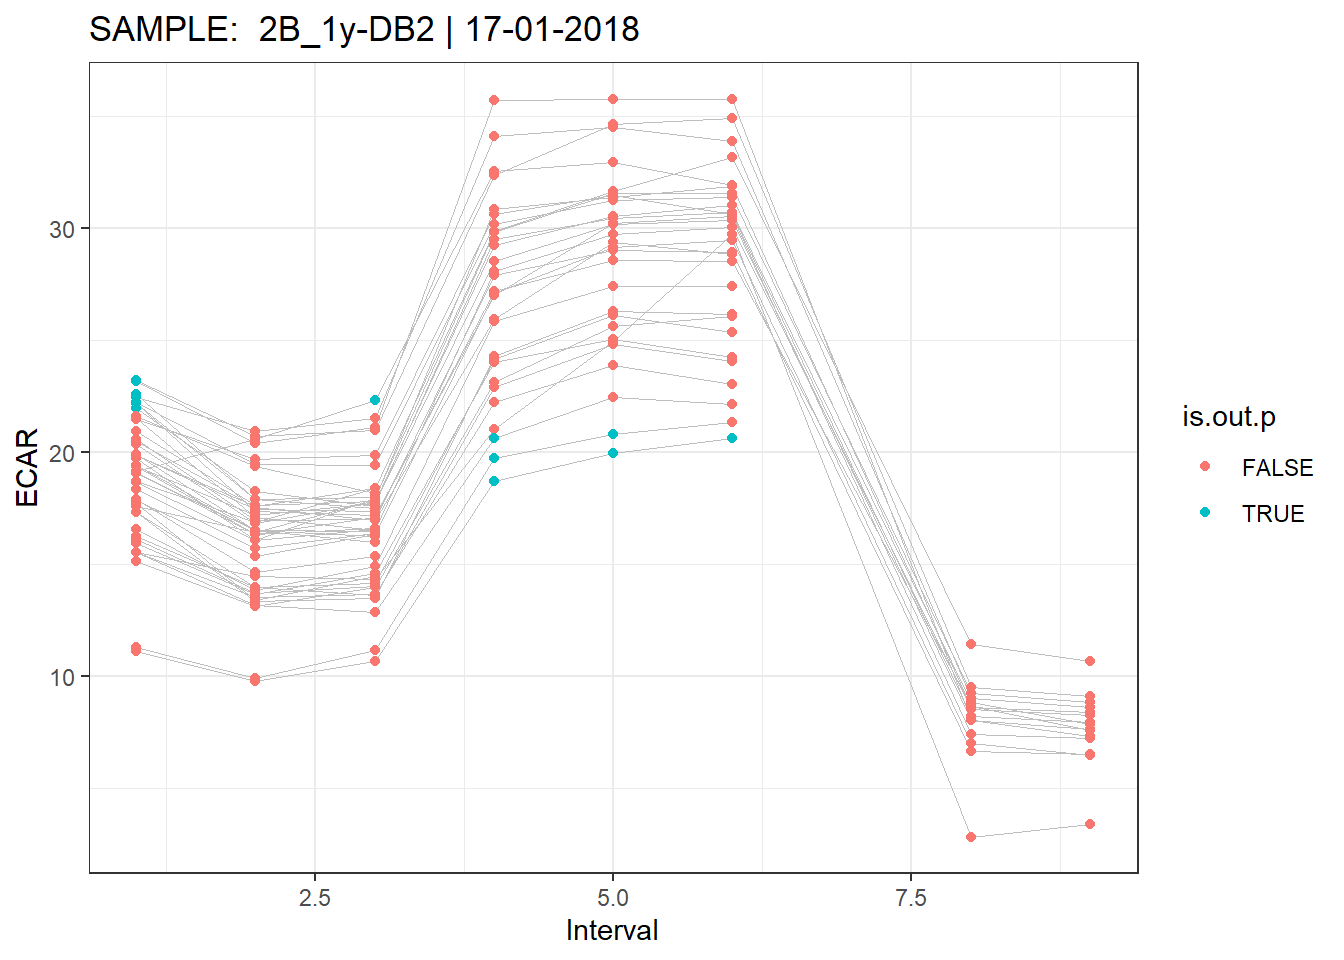 SAMPLE:  2B_1y-DB2 | 17-01-2018
30
20
10
ECAR
2.5
5.0
7.5
Interval
is.out.p
FALSE
TRUE